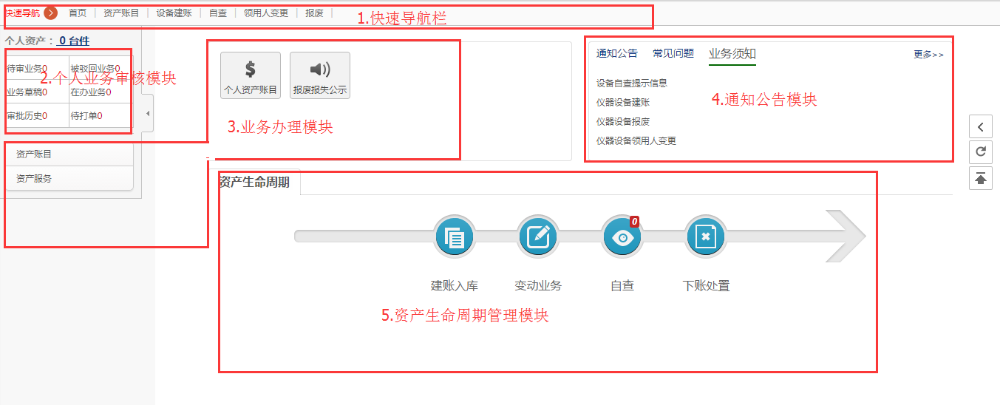 快速导航 首页 资产账目 设备建账 自查 领用人变更 报废
1.快速导航栏
个人资产： 0 台件
待审业务0 被驳回业务0
2.个人业务审核模块
业务草稿0 在办业务0
审批历史0 待打单0
资产账目
资产服务
个人资产账目 报废报失公示
3.业务办理模块
通知公告 常见问题 业务须知 更多>>
设备自查提示信息
仪器设备建账
仪器设备报废
仪器设备领用人变更
4.通知公告模块
资产生命周期
0
建账入库 变动业务 自查 下账处置
5.资产生命周期管理模块